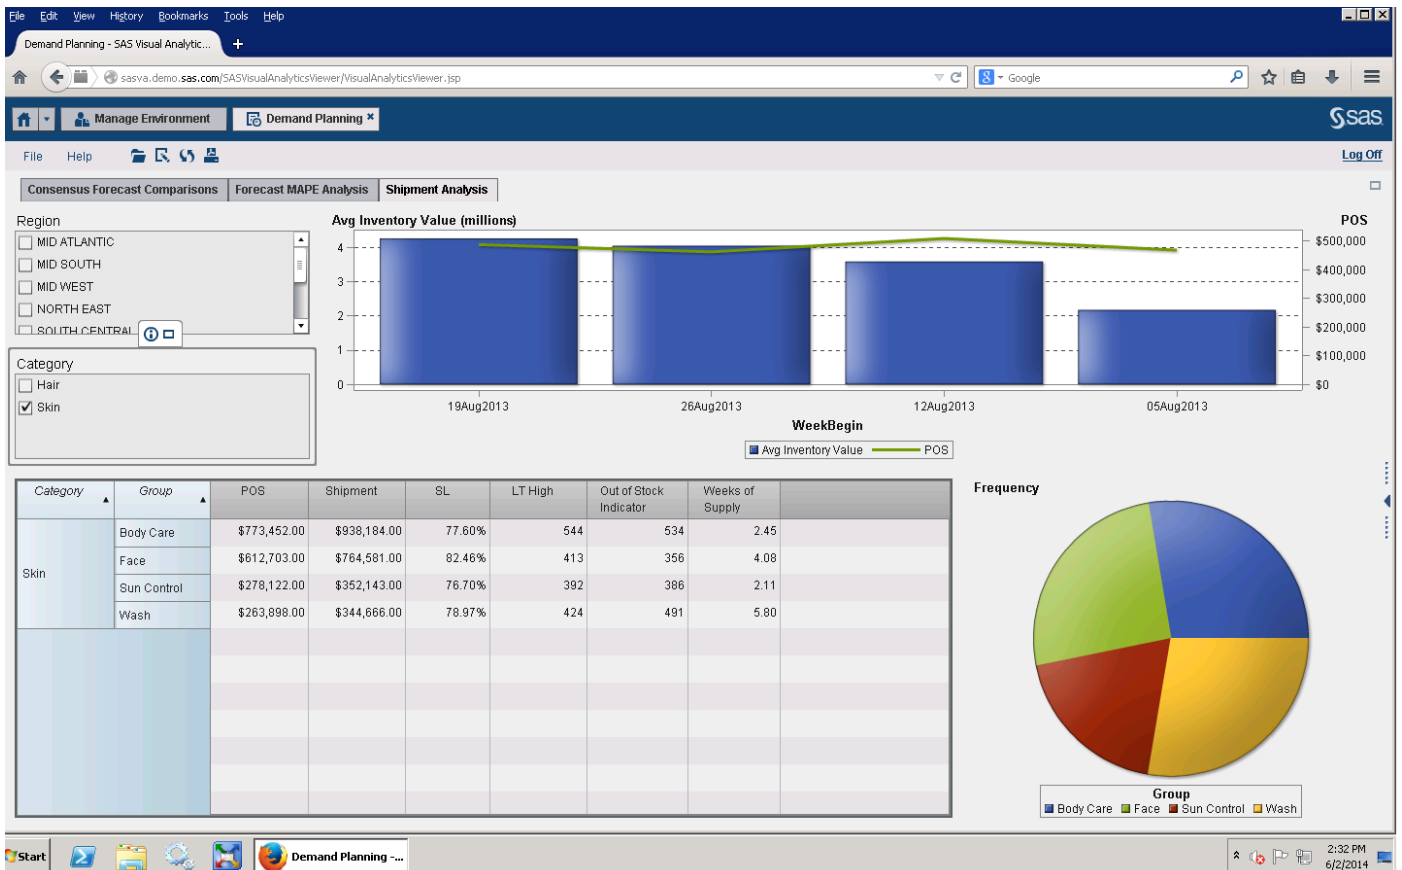 File Edit View History Bookmarks Tools Help
Demand Planning - SAS Visual Analytic... +
sasva.demo.sas.com/SASVisualAnalyticsViewer/VisualAnalyticsViewer.jsp
8 Google
Manage Environment Demand Planning ×
sas
File Help
Log Off
Consensus Forecast Comparisons Forecast MAPE Analysis Shipment Analysis
Region
MID ATLANTIC
MID SOUTH
MID WEST
NORTH EAST
SOUTH CENTRAL
Category
Hair
Skin
Avg Inventory Value (millions)
POS
4
3
2
1
0
$500,000
$400,000
$300,000
$200,000
$100,000
$0
19Aug2013 26Aug2013 12Aug2013 05Aug2013
WeekBegin
Avg Inventory Value POS
Category Group POS Shipment SL LT High Out of Stock Indicator Weeks of Supply
Skin
Body Care $773,452.00 $938,184.00 77.60% 544 534 2.45
Face $612,703.00 $764,581.00 82.46% 413 356 4.08
Sun Control $278,122.00 $352,143.00 76.70% 392 386 2.11
Wash $263,898.00 $344,666.00 78.97% 424 491 5.80
Frequency
Group
Body Care Face Sun Control Wash
Start
Demand Planning -...
2:32 PM
6/2/2014